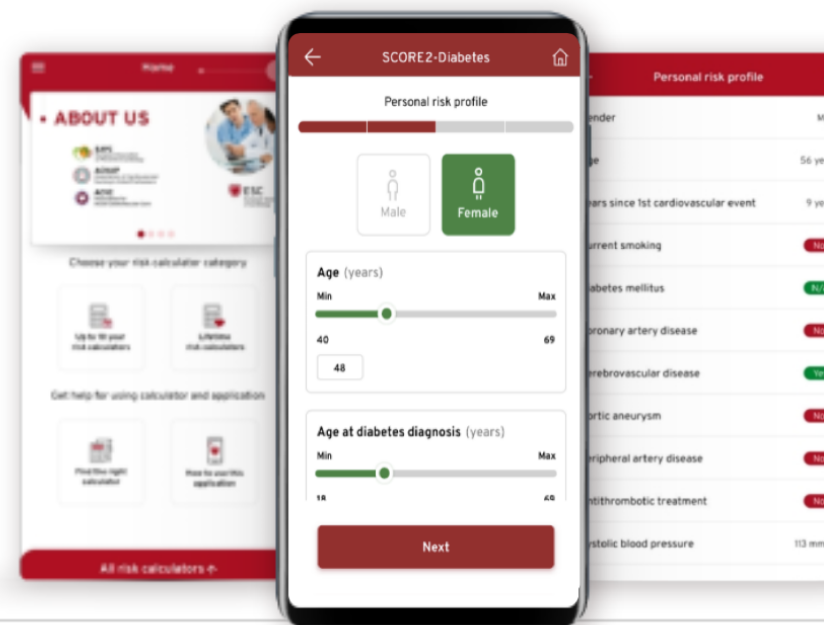 Home
ABOUT US
ESC
Choose your risk calculator category
Up to 10 year
risk calculators
Lifetime
risk calculators
Get help for using calculator and application
Find the right
calculator
How to use this
application
All risk calculators
SCORE2-Diabetes
Personal risk profile
Male
Female
Age (years)
Min Max
40 69
48
Age at diabetes diagnosis (years)
Min Max
18 69
Next
Personal risk profile
ender M
ge 56 ye
ears since 1st cardiovascular event 9 ye
urrent smoking No
abetes mellitus N/
oronary artery disease No
erebrovascular disease Ye
ortic aneurysm No
eripheral artery disease No
ntithrombotic treatment No
ystolic blood pressure 113 mm